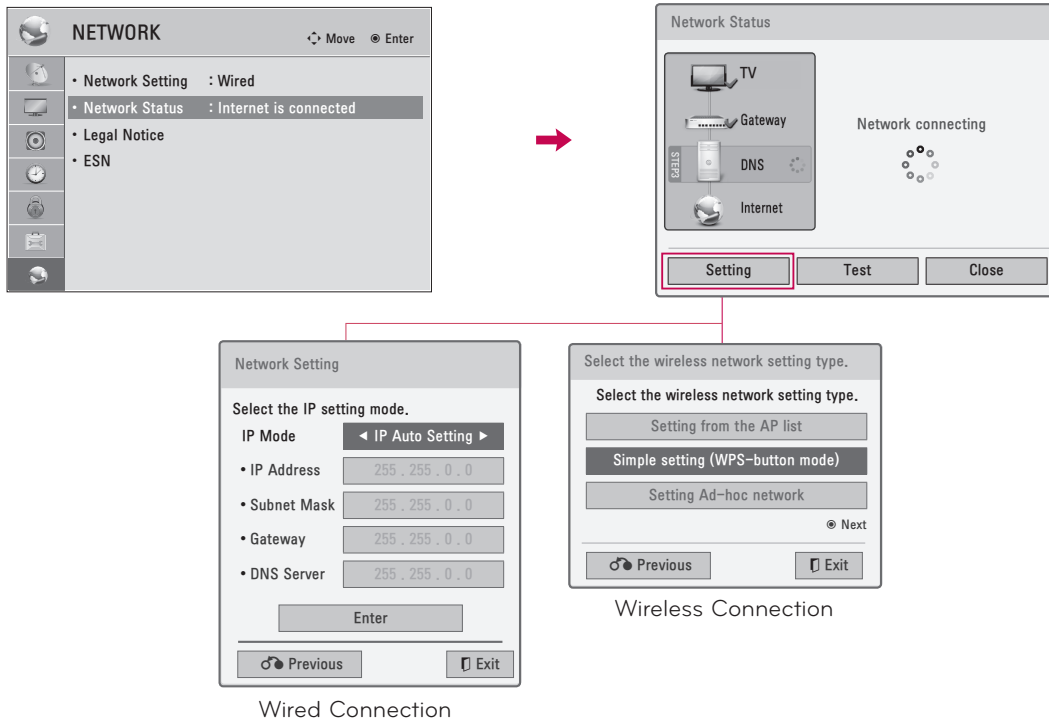 NETWORK
Move Enter
• Network Setting : Wired
• Network Status : Internet is connected
• Legal Notice
• ESN
Network Status
TV
Gateway
STEP3
DNS
Internet
Network connecting
Setting Test Close
Network Setting
Select the IP setting mode.
IP Mode ◀ IP Auto Setting ▶
• IP Address 255 . 255 . 0 . 0
• Subnet Mask 255 . 255 . 0 . 0
• Gateway 255 . 255 . 0 . 0
• DNS Server 255 . 255 . 0 . 0
Enter
Previous Exit
Wired Connection
Select the wireless network setting type.
Select the wireless network setting type.
Setting from the AP list
Simple setting (WPS-button mode)
Setting Ad-hoc network
Next
Previous Exit
Wireless Connection